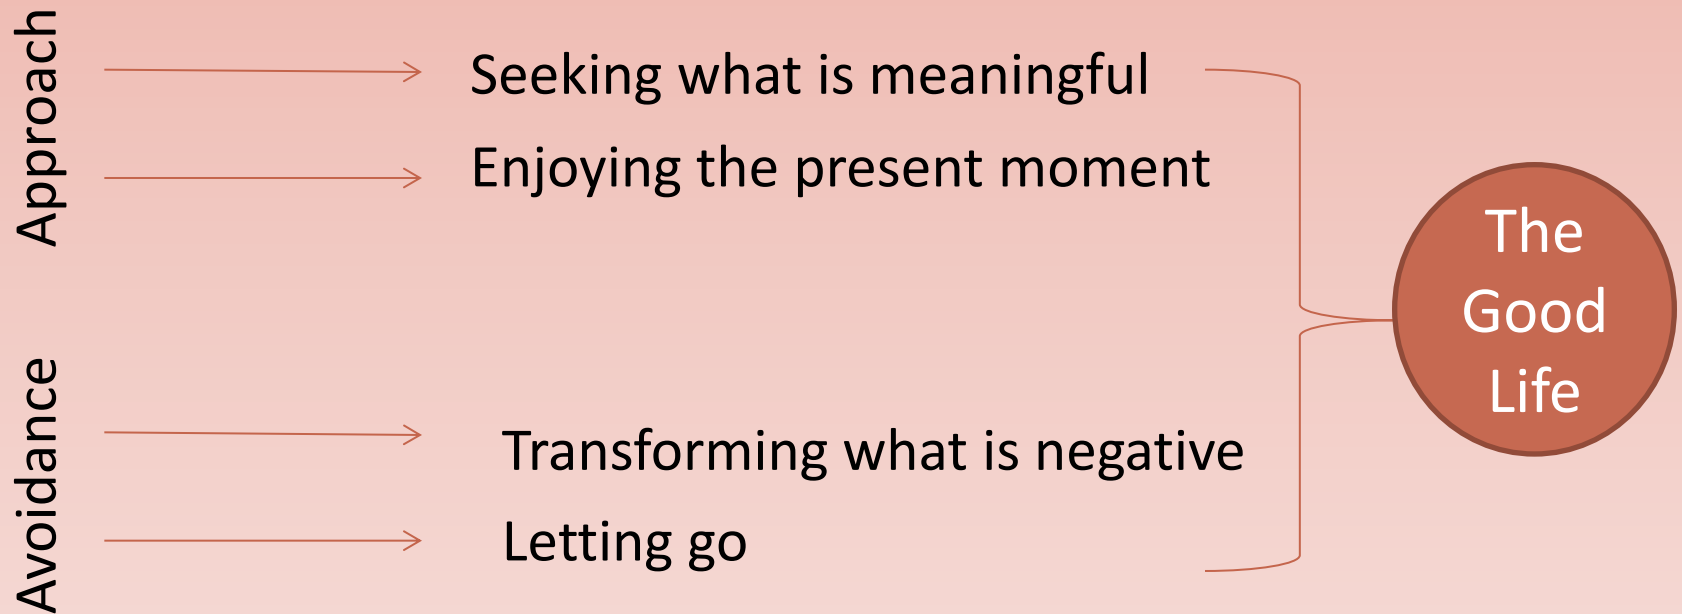 Approach
Seeking what is meaningful
Enjoying the present moment
Avoidance
Transforming what is negative
Letting go
The
Good
Life